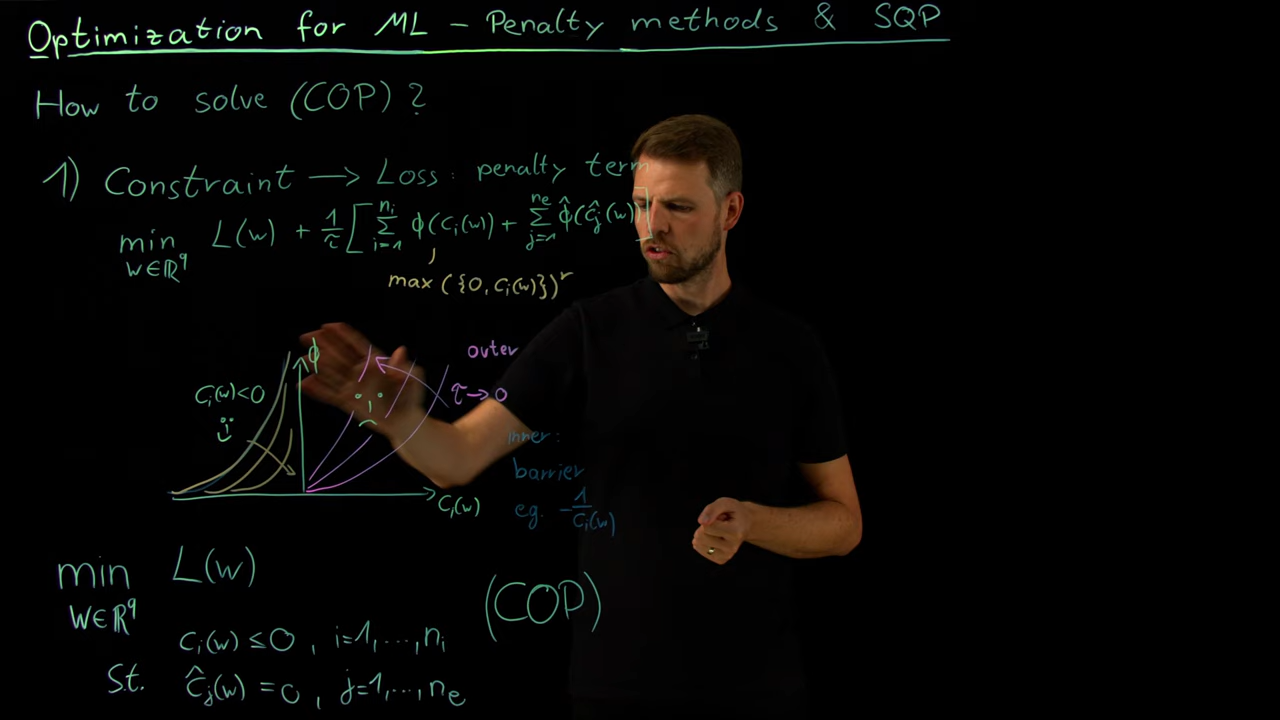 Optimization for ML – Penalty methods & SQP
How to solve (COP) ?
1) Constraint → Loss: penalty term
min L(w) + 1/τ [ Σ_{i=1}^{n_i} ϕ(c_i(w)) + Σ_{j=1}^{n_e} ϕ̂(ĉ_j(w)) ]
w∈ℝ^q
max ({0, c_i(w)})^r
ϕ
outer
c_i(w)<0
τ → 0
inner:
barrier
c_i(w)
eg. -1/c_i(w)
min L(w)
w∈ℝ^q
(COP)
c_i(w) ≤ 0 , i=1,...,n_i
s.t. ĉ_j(w) = 0 , j=1,...,n_e